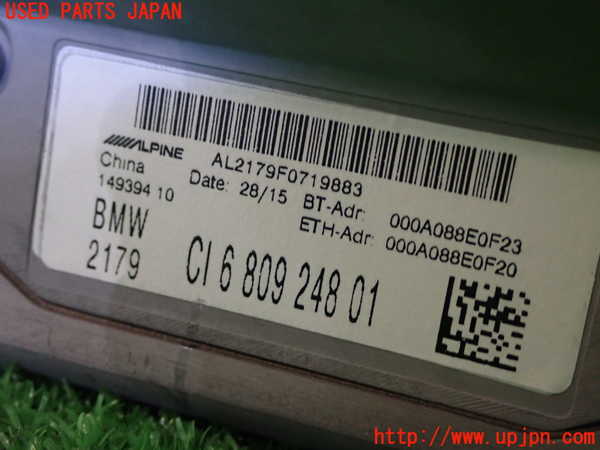 USED PARTS JAPAN
ALPINE
AL2179F0719883
China
Date: 28/15
BT-Adr: 000A088E0F23
149394 10
ETH-Adr: 000A088E0F20
BMW
2179
CI 6 809 248 01
http://www.upjpn.com/